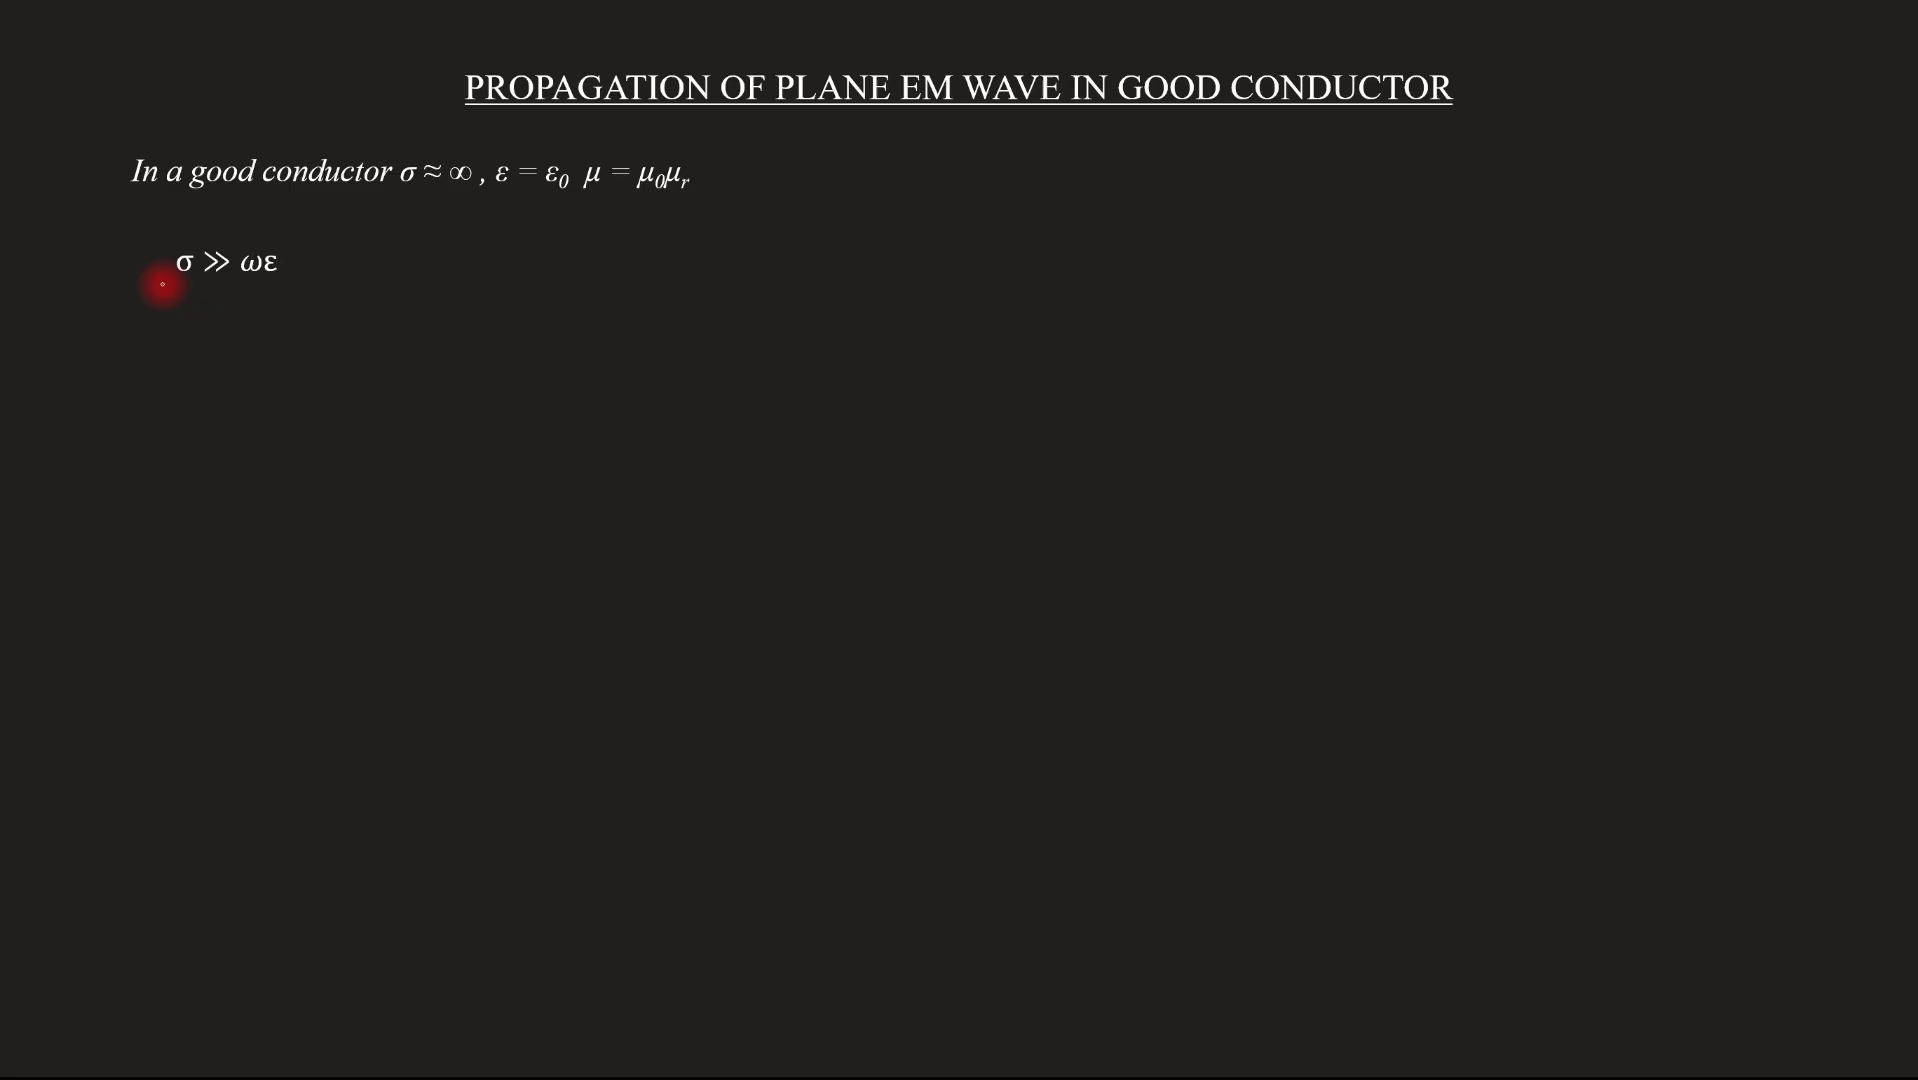 PROPAGATION OF PLANE EM WAVE IN GOOD CONDUCTOR
In a good conductor σ ≈ ∞ , ε = ε₀ μ = μ₀μᵣ
σ ≫ ωε